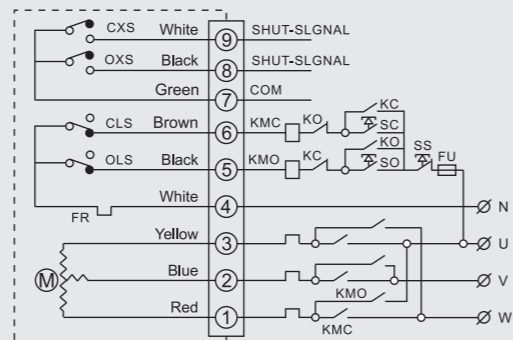 CXS White 9 SHUT-SLGNAL
OXS Black 8 SHUT-SLGNAL
Green 7 COM
KC
CLS Brown 6 KMC KO SC
KO SS
OLS Black 5 KMO KC SO FU
White 4 N
FR
Yellow 3 U
M Blue 2 V
KMO
Red 1 W
KMC